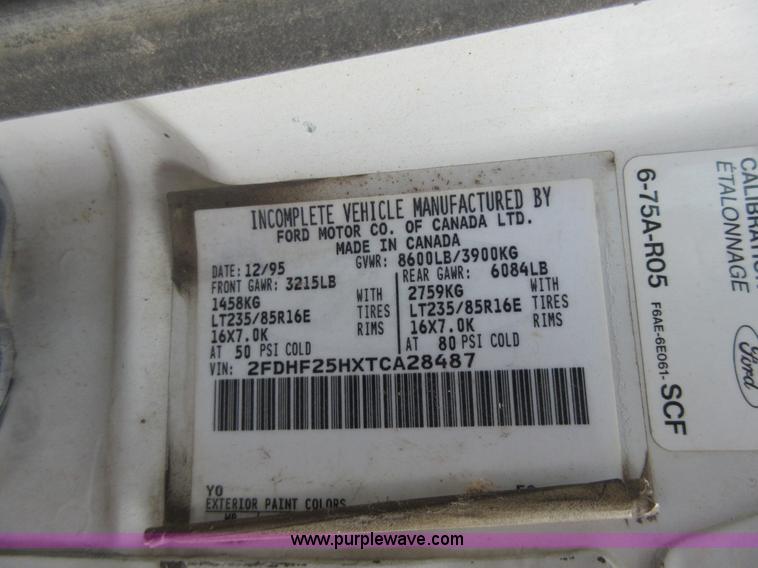 INCOMPLETE VEHICLE MANUFACTURED BY
FORD MOTOR CO. OF CANADA LTD.
MADE IN CANADA
DATE: 12/95 GVWR: 8600LB/3900KG
FRONT GAWR: 3215LB REAR GAWR: 6084LB
1458KG WITH 2759KG WITH
LT235/85R16E TIRES LT235/85R16E TIRES
16X7.0K RIMS 16X7.0K RIMS
AT 50 PSI COLD AT 80 PSI COLD
VIN: 2FDHF25HXTCA28487
YO
EXTERIOR PAINT COLORS
CALIBRATION
ÉTALONNAGE
6-75A-R05 F6AE-6E061- SCF
Ford
www.purplewave.com